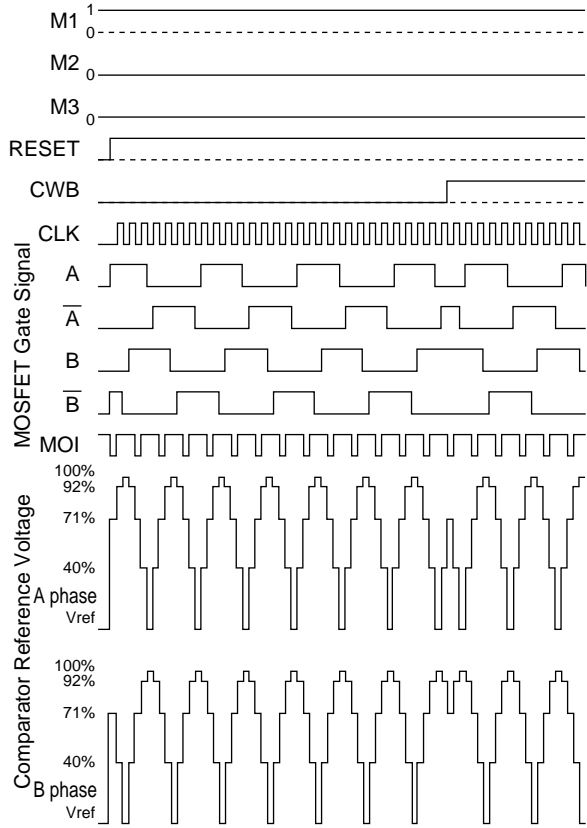 M1 1
0
M2 0
M3 0
RESET
CWB
CLK
MOSFET Gate Signal
A
A̅
B
B̅
MOI
Comparator Reference Voltage
100%
92%
71%
40%
A phase
Vref
100%
92%
71%
40%
B phase
Vref